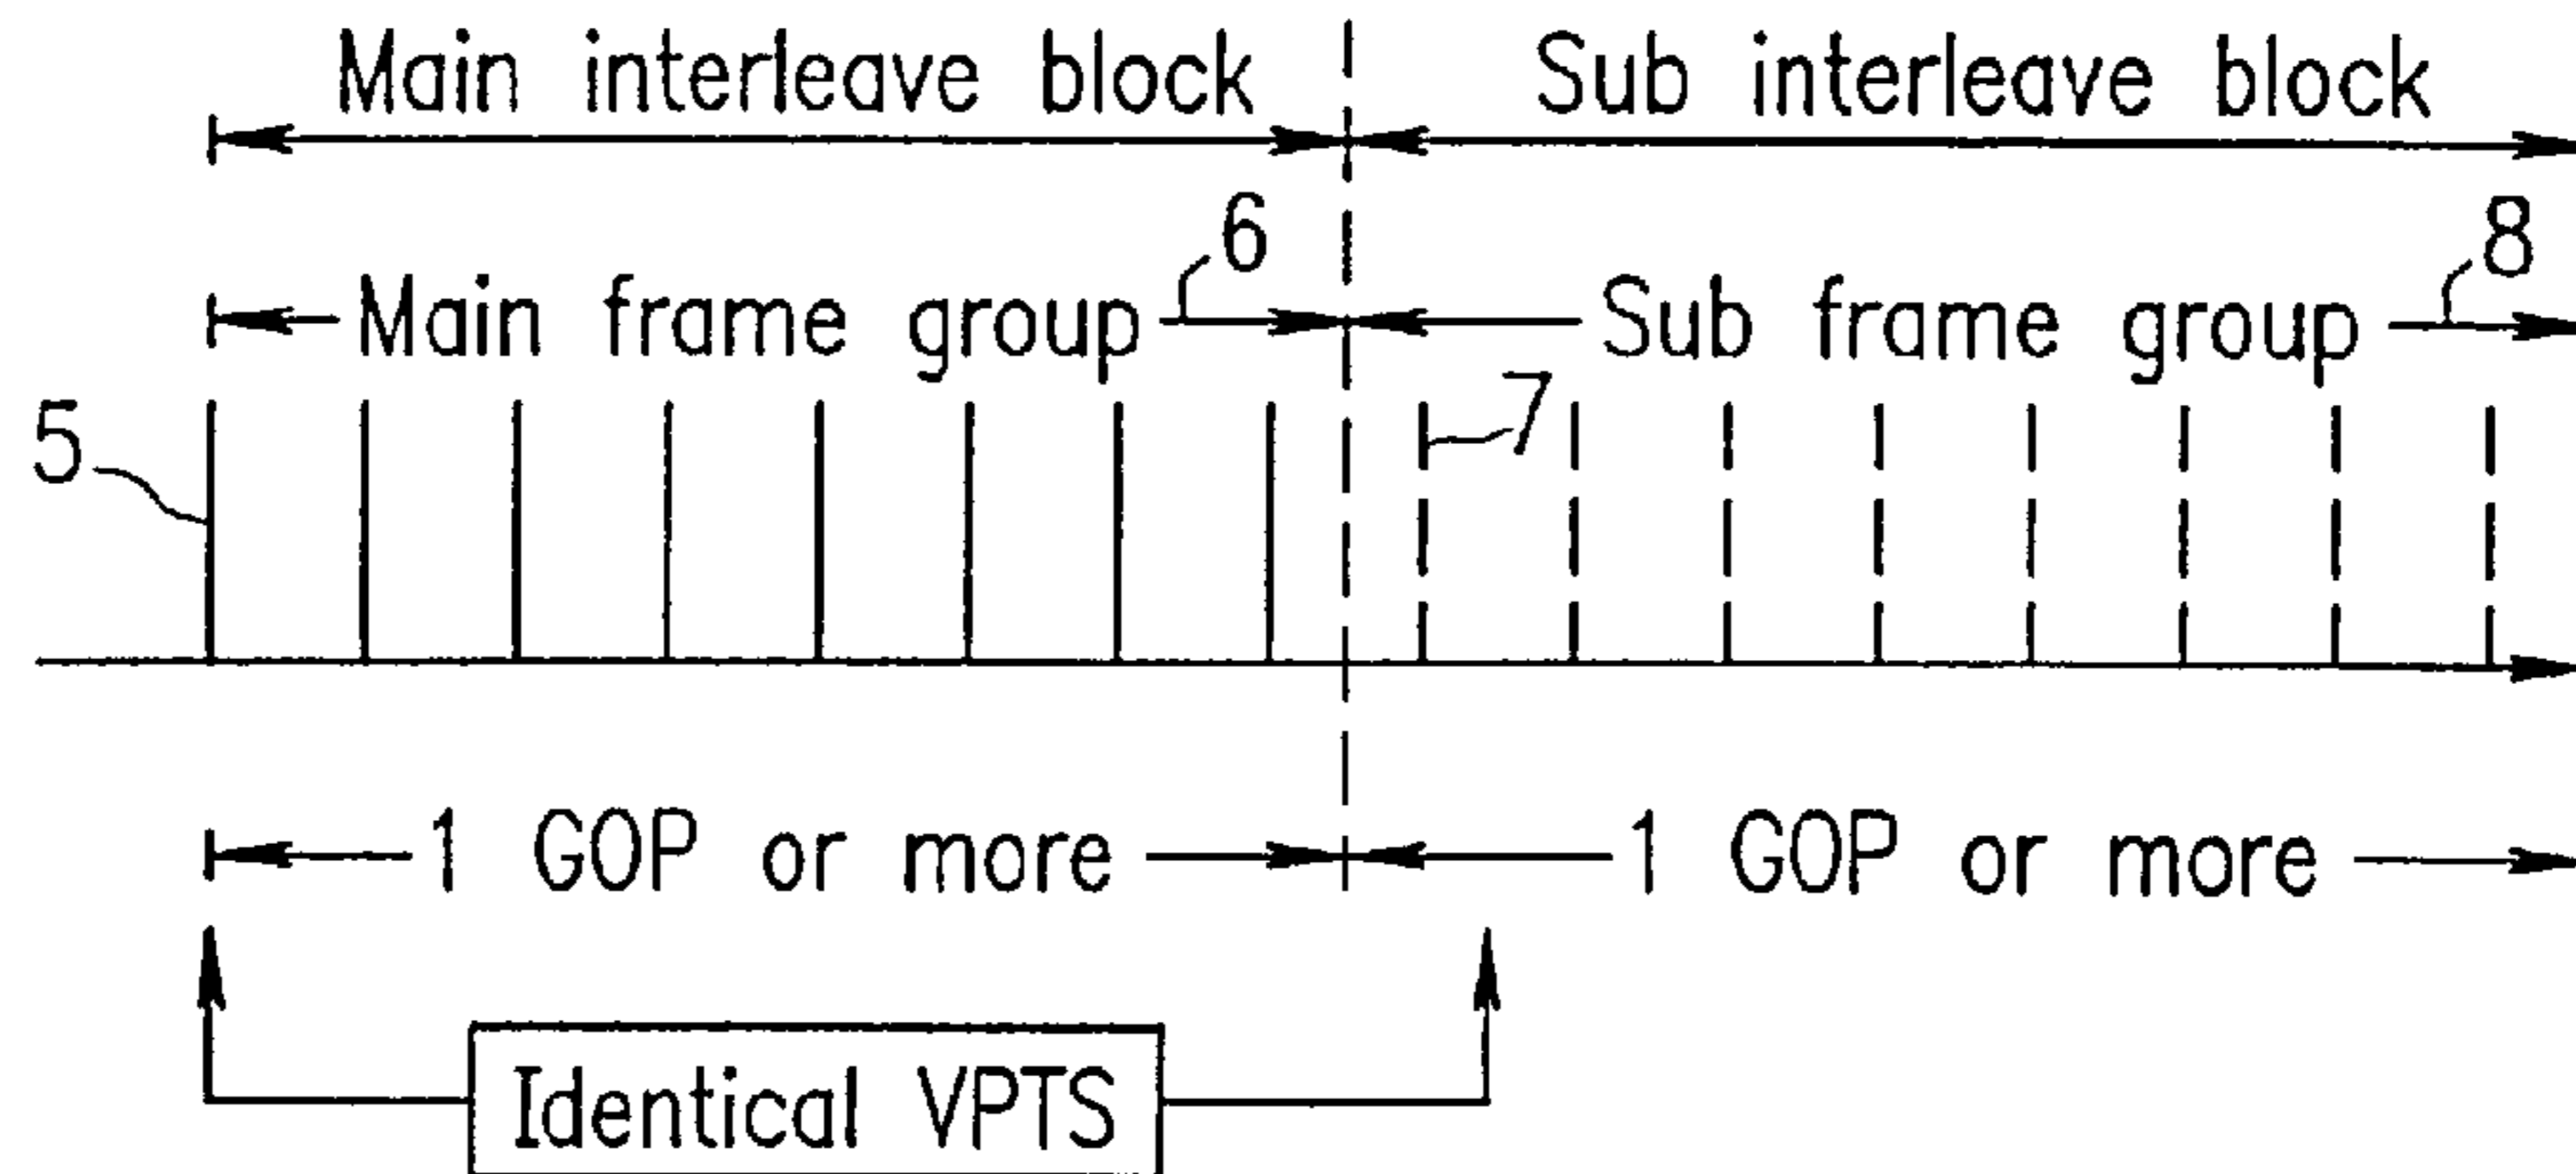 Main interleave block Sub interleave block
6 8
Main frame group Sub frame group
5 7
1 GOP or more 1 GOP or more
Identical VPTS